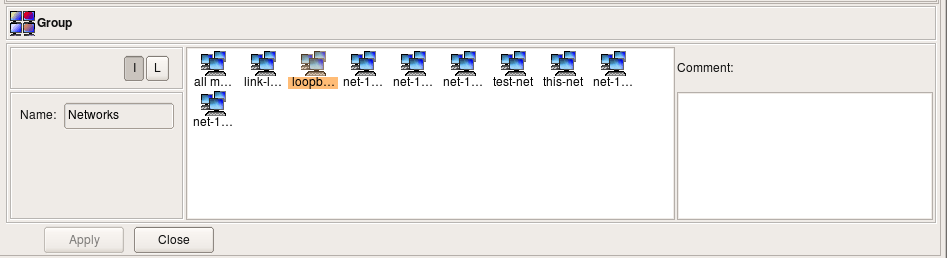 Group
I L
all m... link-l... loopb... net-1... net-1... net-1... test-net this-net net-1...
Comment:
net-1...
Name: Networks
Apply Close